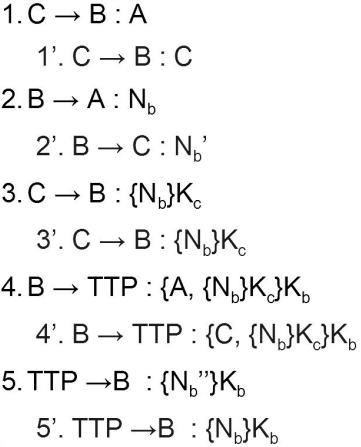 1. C → B : A
1’. C → B : C
2. B → A : N_b
2’. B → C : N_b’
3. C → B : {N_b}K_c
3’. C → B : {N_b}K_c
4. B → TTP : {A, {N_b}K_c}K_b
4’. B → TTP : {C, {N_b}K_c}K_b
5. TTP →B : {N_b”}K_b
5’. TTP →B : {N_b}K_b